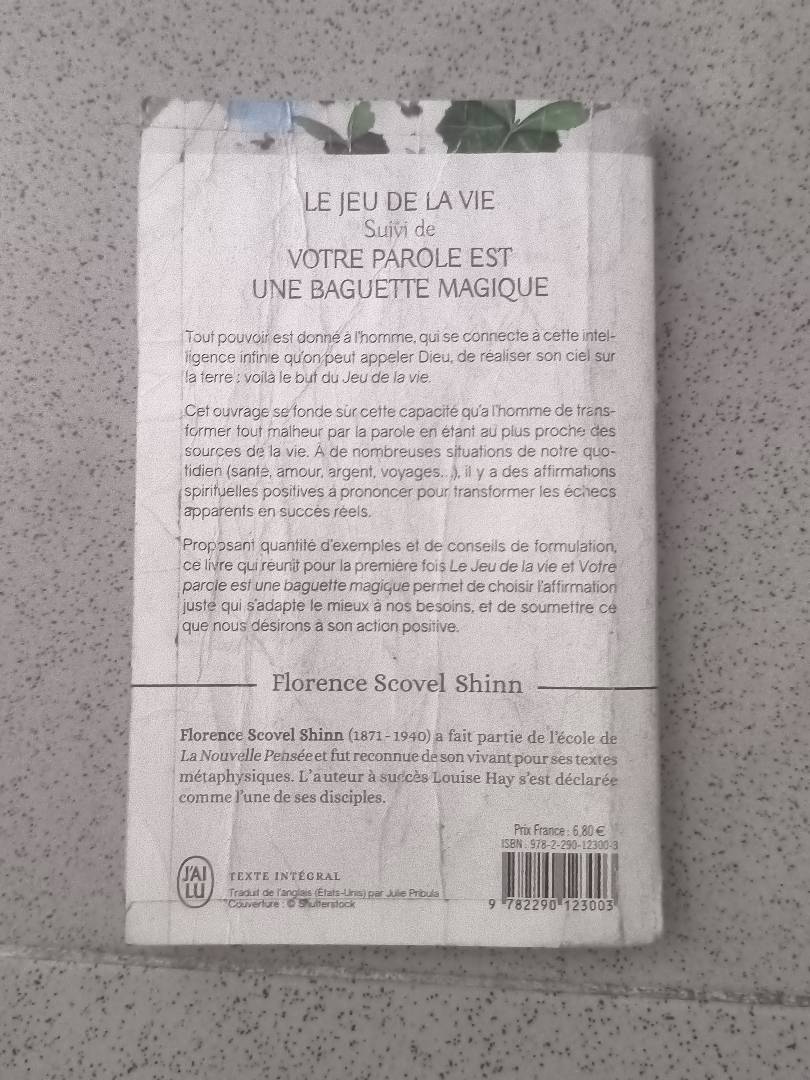 LE JEU DE LA VIE
Suivi de
VOTRE PAROLE EST
UNE BAGUETTE MAGIQUE
Tout pouvoir est donné à l'homme, qui se connecte à cette intel-
ligence infinie qu'on peut appeler Dieu, de réaliser son ciel sur
la terre : voilà le but du Jeu de la vie.
Cet ouvrage se fonde sur cette capacité qu'a l'homme de trans-
former tout malheur par la parole en étant au plus proche des
sources de la vie. À de nombreuses situations de notre quo-
tidien (santé, amour, argent, voyages...), il y a des affirmations
spirituelles positives à prononcer pour transformer les échecs
apparents en succès réels.
Proposant quantité d'exemples et de conseils de formulation,
ce livre qui réunit pour la première fois Le Jeu de la vie et Votre
parole est une baguette magique permet de choisir l'affirmation
juste qui s'adapte le mieux à nos besoins, et de soumettre ce
que nous désirons à son action positive.
Florence Scovel Shinn
Florence Scovel Shinn (1871-1940) a fait partie de l'école de
La Nouvelle Pensée et fut reconnue de son vivant pour ses textes
métaphysiques. L'auteur à succès Louise Hay s'est déclarée
comme l'une de ses disciples.
Prix France : 6,80 €
ISBN : 978-2-290-12300-3
J'AI
LU
TEXTE INTÉGRAL
Traduit de l'anglais (États-Unis) par Julie Pribula
Couverture : © Shutterstock
9 782290 123003